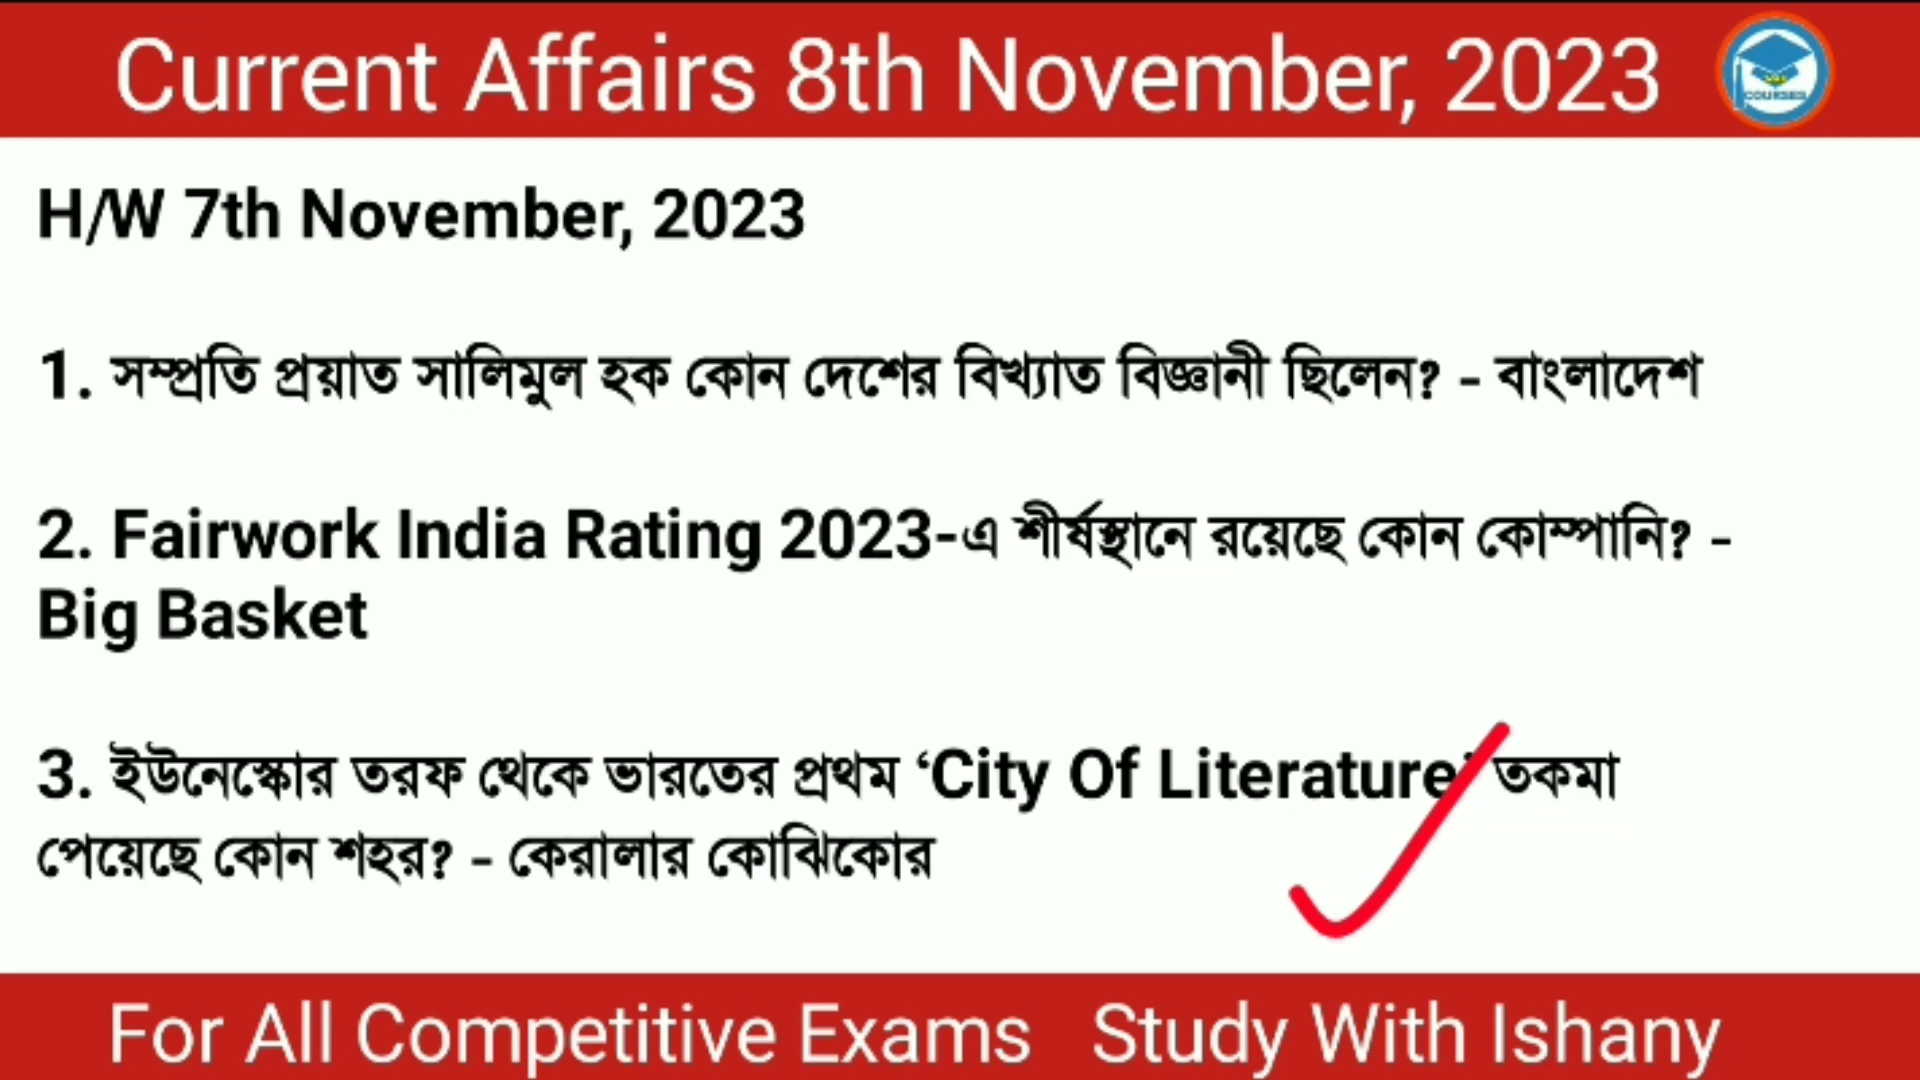 Current Affairs 8th November, 2023
COURSES
H/W 7th November, 2023
1. সম্প্রতি প্রয়াত সালিমুল হক কোন দেশের বিখ্যাত বিজ্ঞানী ছিলেন? - বাংলাদেশ
2. Fairwork India Rating 2023-এ শীর্ষস্থানে রয়েছে কোন কোম্পানি? -
Big Basket
3. ইউনেস্কোর তরফ থেকে ভারতের প্রথম ‘City Of Literature’ তকমা
পেয়েছে কোন শহর? - কেরালার কোঝিকোর
For All Competitive Exams Study With Ishany